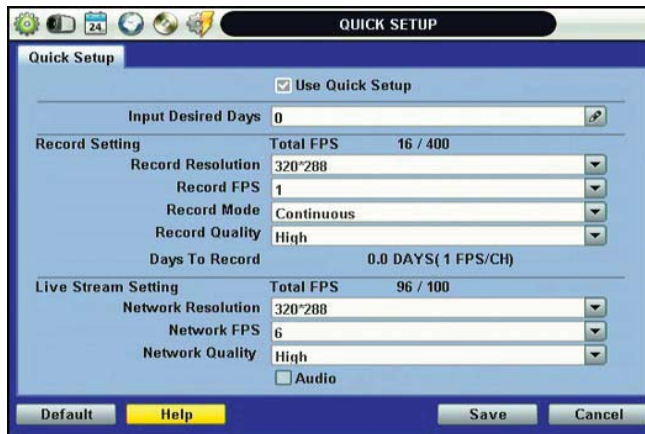 24
QUICK SETUP
Quick Setup
Use Quick Setup
Input Desired Days 0
Record Setting Total FPS 16 / 400
Record Resolution 320*288
Record FPS 1
Record Mode Continuous
Record Quality High
Days To Record 0.0 DAYS( 1 FPS/CH)
Live Stream Setting Total FPS 96 / 100
Network Resolution 320*288
Network FPS 6
Network Quality High
Audio
Default Help Save Cancel